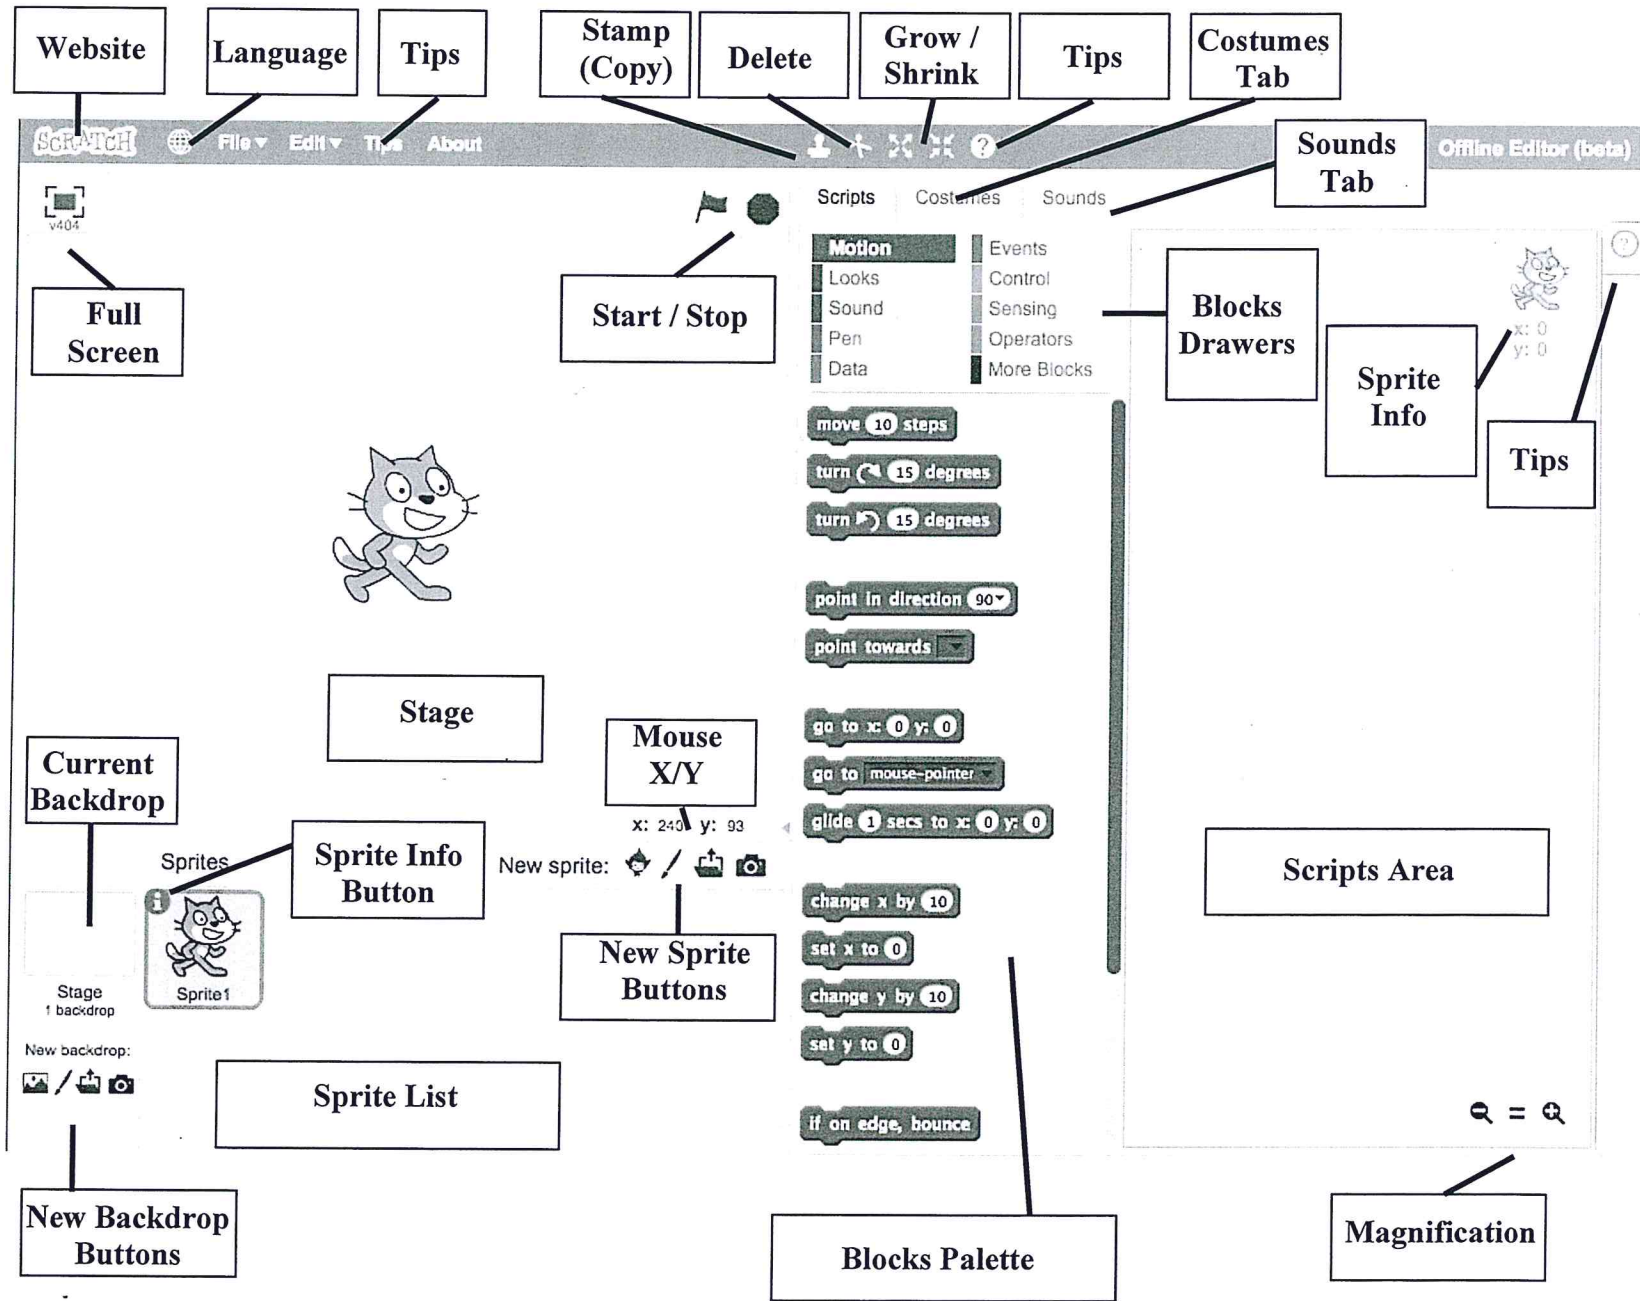 Website
Language
Tips
Stamp
(Copy)
Delete
Grow /
Shrink
Tips
Costumes
Tab
SCRATCH
File
Edit
Tips
About
Sounds
Tab
Offline Editor (beta)
v404
Scripts
Costumes
Sounds
Full
Screen
Start / Stop
Motion
Looks
Sound
Pen
Data
Events
Control
Sensing
Operators
More Blocks
Blocks
Drawers
x: 0
y: 0
?
Sprite
Info
Tips
move 10 steps
turn 15 degrees
turn 15 degrees
point in direction 90
point towards
go to x: 0 y: 0
go to mouse-pointer
glide 1 secs to x: 0 y: 0
change x by 10
set x to 0
change y by 10
set y to 0
if on edge, bounce
Stage
Mouse
X/Y
x: 240 y: 93
Current
Backdrop
Sprites
Sprite Info
Button
New sprite:
New Sprite
Buttons
Stage
1 backdrop
Sprite1
New backdrop:
Sprite List
New Backdrop
Buttons
Scripts Area
=
Blocks Palette
Magnification